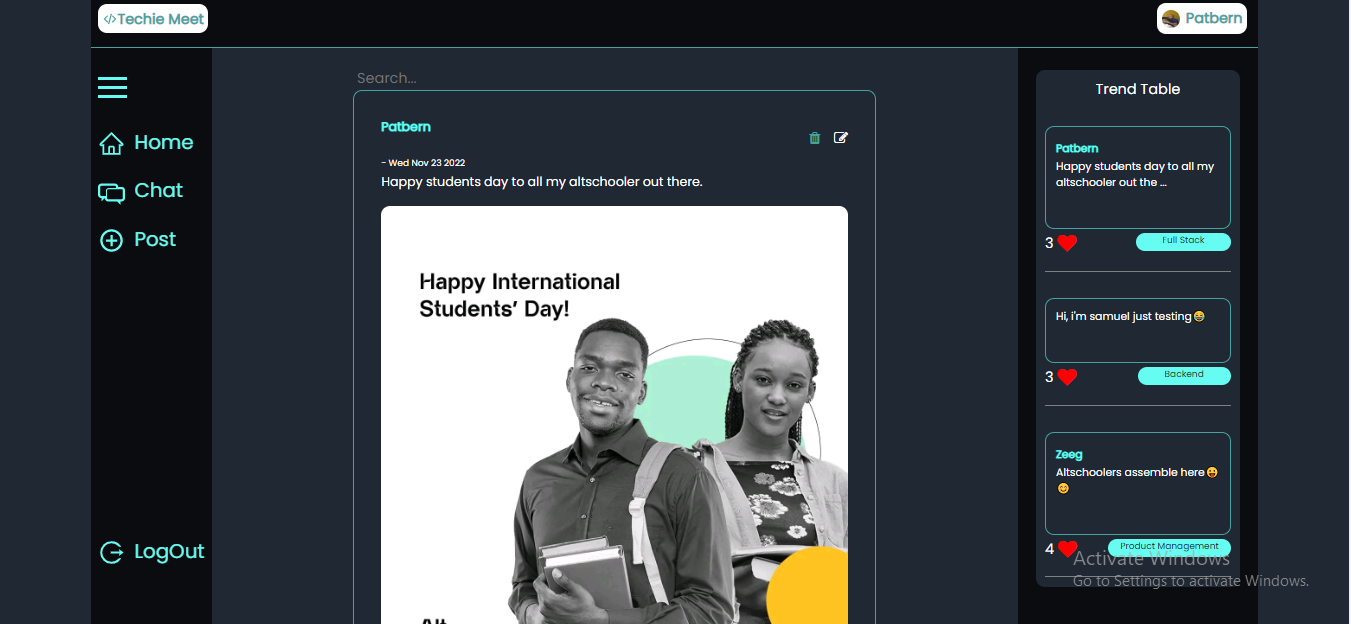 </>Techie Meet
Patbern
Search...
Home
Chat
Post
LogOut
Patbern
- Wed Nov 23 2022
Happy students day to all my altschooler out there.
Happy International
Students' Day!
Alt
Trend Table
Patbern
Happy students day to all my
altschooler out the ...
3
Full Stack
Hi, i'm samuel just testing😂
3
Backend
Zeeg
Altschoolers assemble here😛
😊
4
Product Management
Activate Windows
Go to Settings to activate Windows.